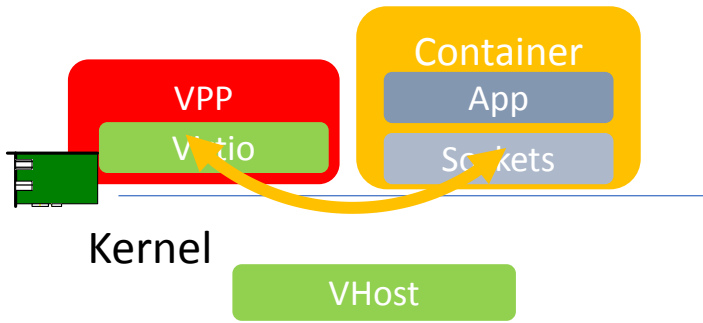 Container
VPP
App
Virtio
Sockets
Kernel
VHost